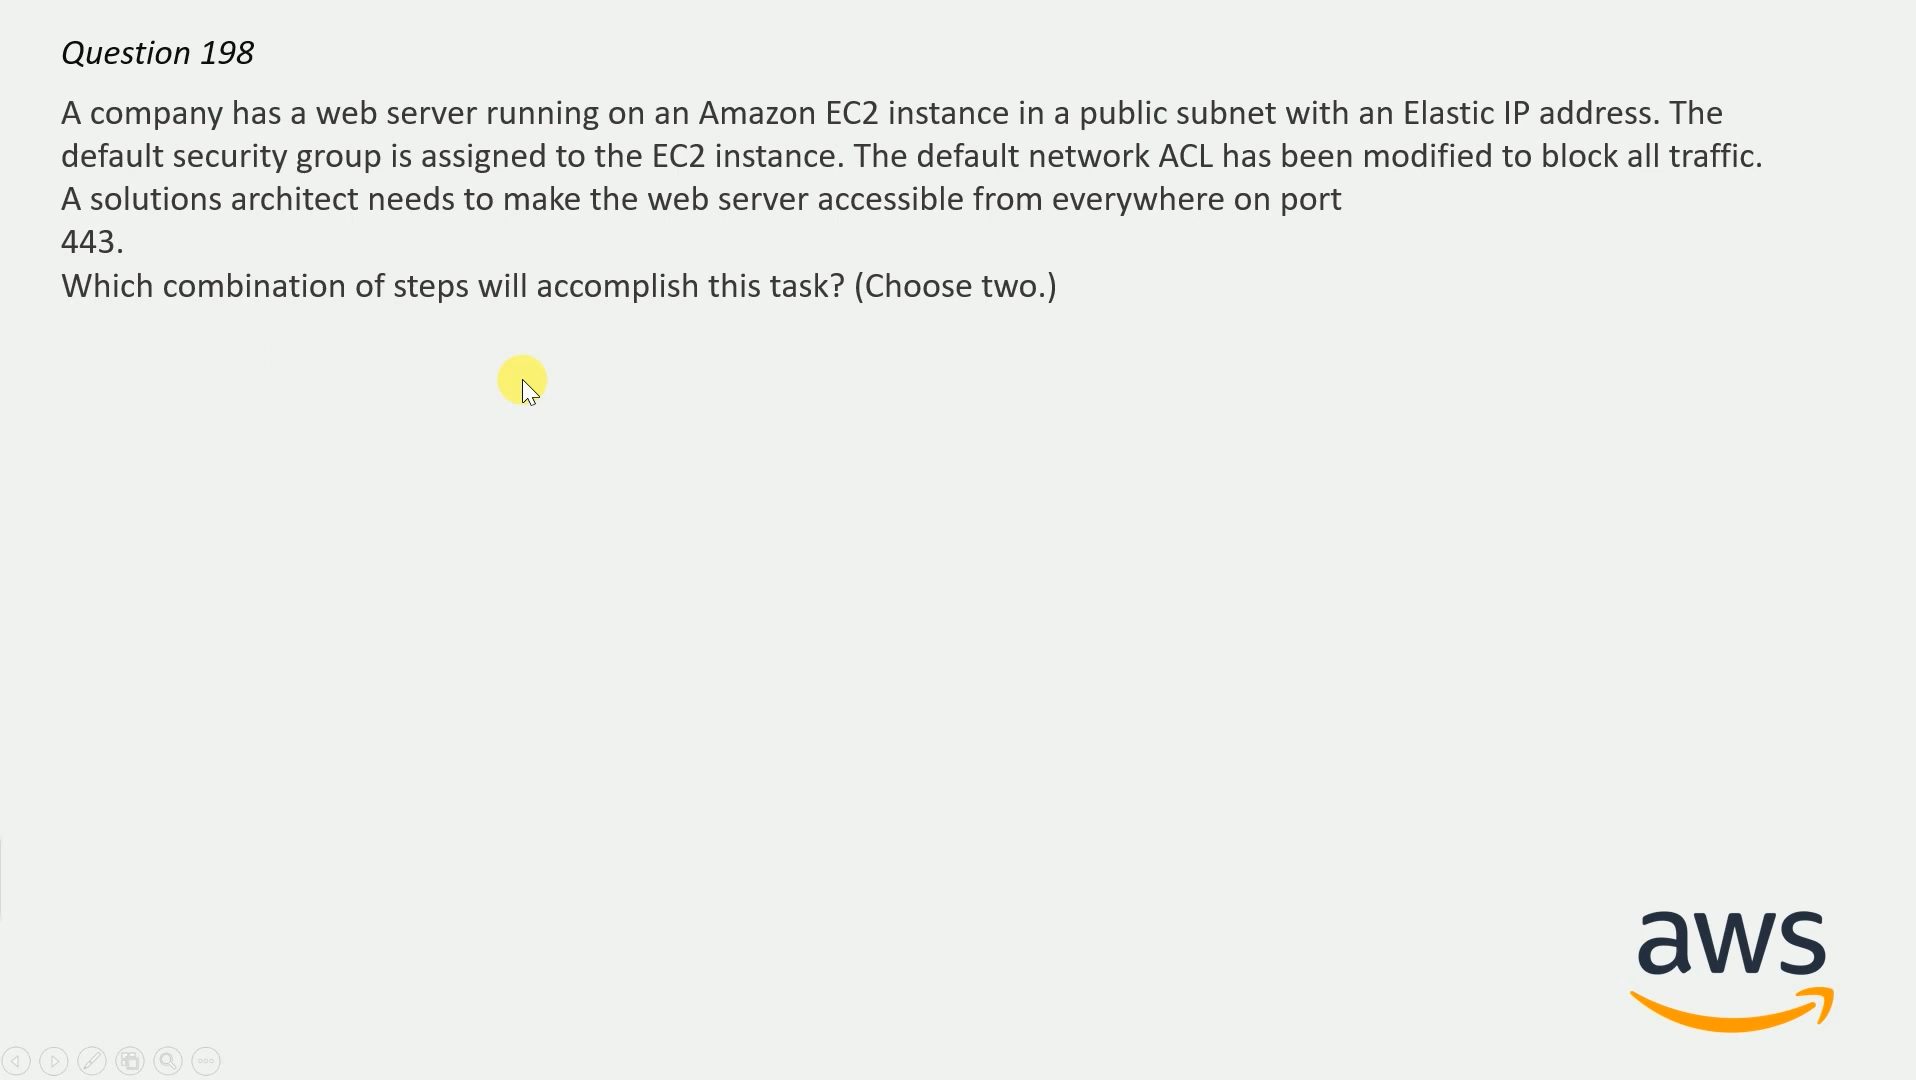 Question 198
A company has a web server running on an Amazon EC2 instance in a public subnet with an Elastic IP address. The
default security group is assigned to the EC2 instance. The default network ACL has been modified to block all traffic.
A solutions architect needs to make the web server accessible from everywhere on port
443.
Which combination of steps will accomplish this task? (Choose two.)
aws